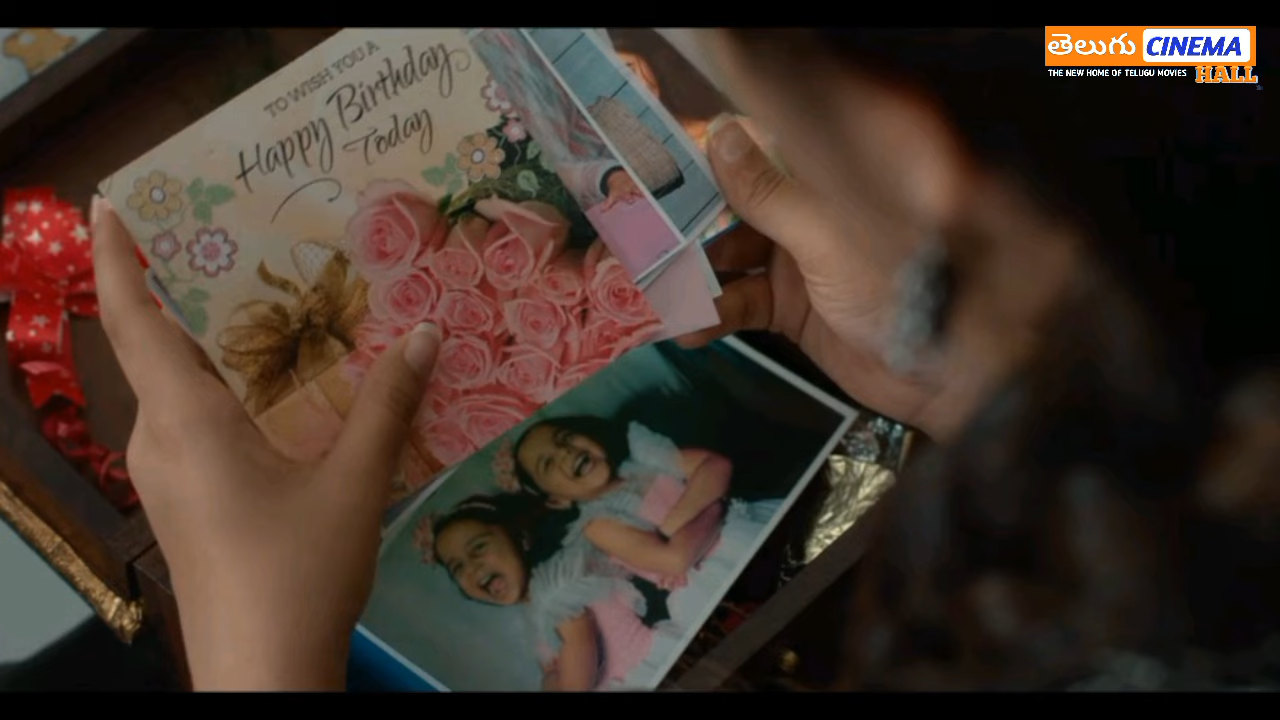 TO WISH YOU A
Happy Birthday
Today
తెలుగు CINEMA
THE NEW HOME OF TELUGU MOVIES HALL